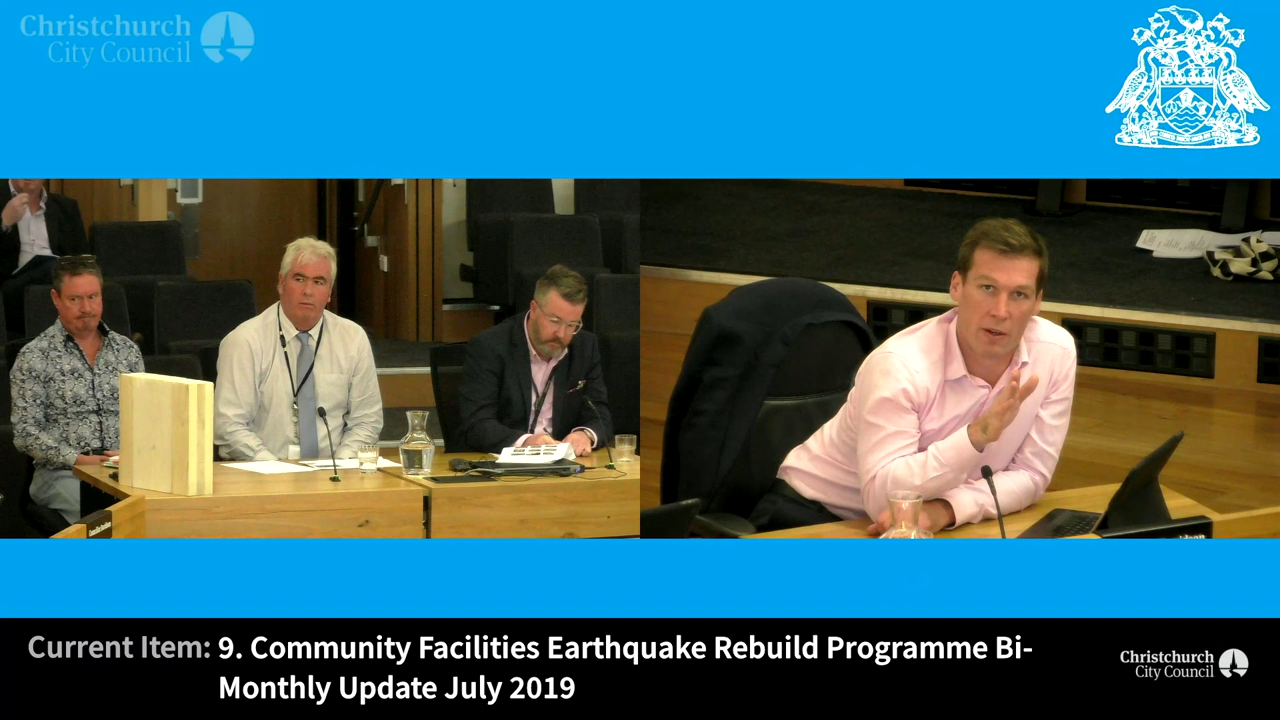 Christchurch
City Council
Current Item: 9. Community Facilities Earthquake Rebuild Programme Bi-
Monthly Update July 2019
Christchurch
City Council